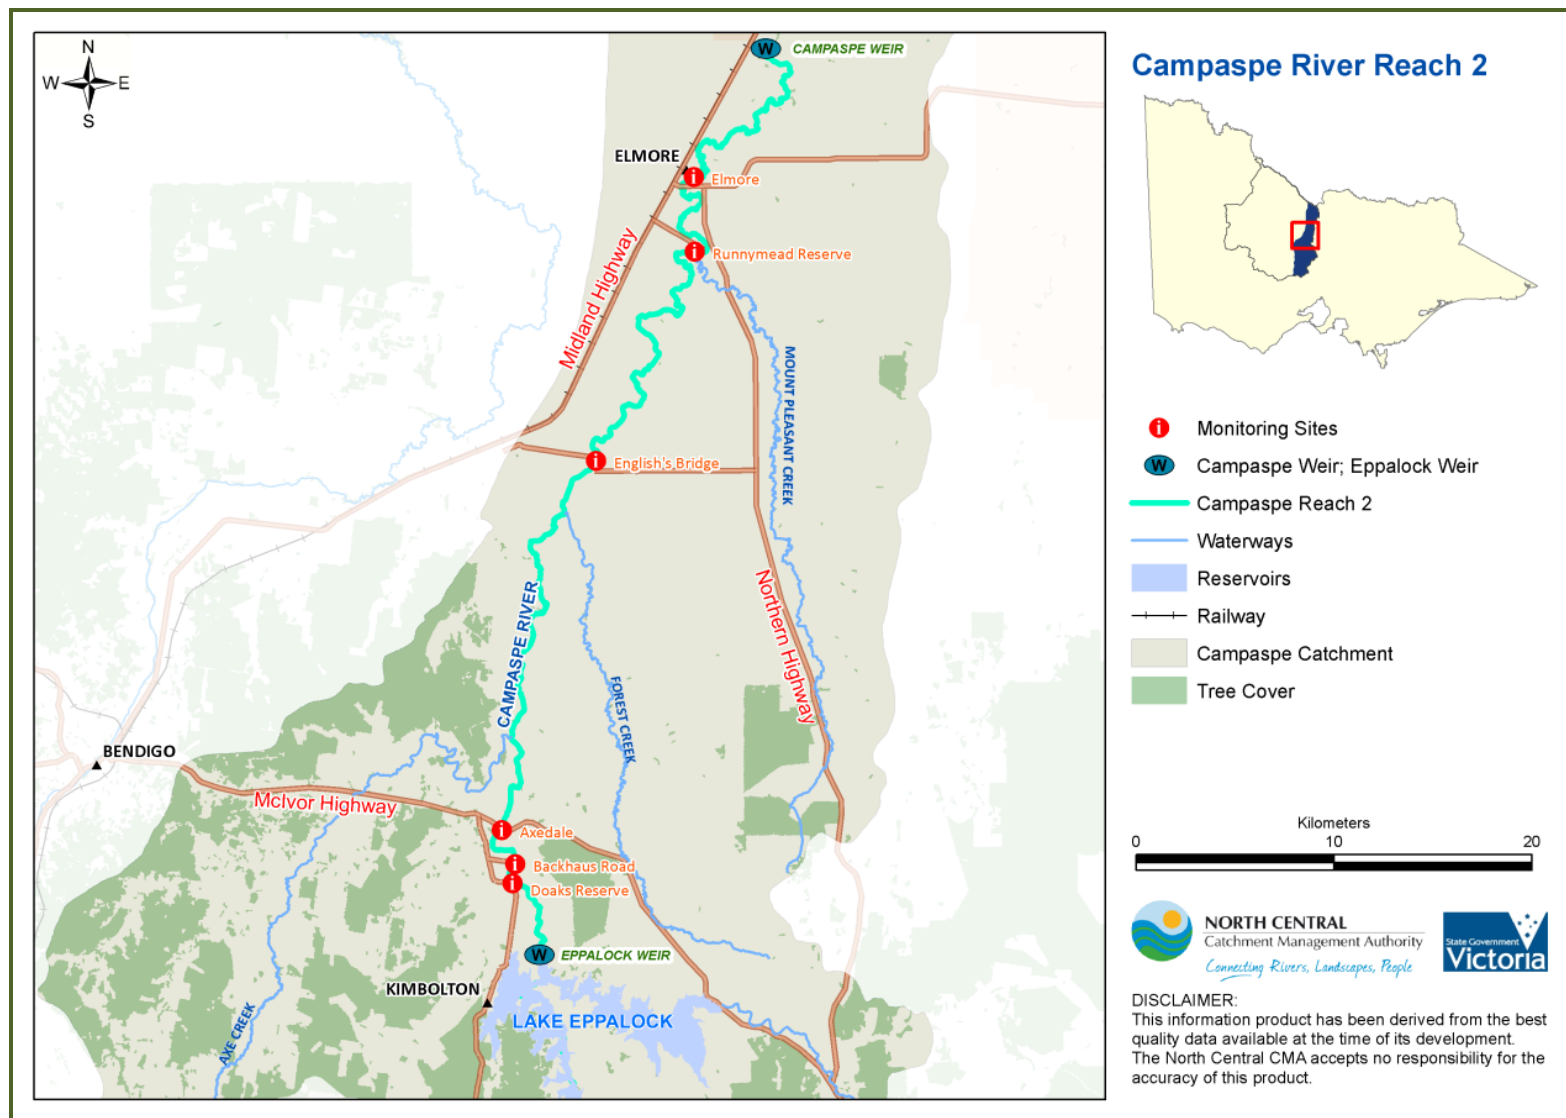 N
W
E
S
W
CAMPASPE WEIR
ELMORE
i
Elmore
i
Runnymead Reserve
Midland Highway
MOUNT PLEASANT CREEK
i
English's Bridge
CAMPASPE RIVER
Northern Highway
FOREST CREEK
BENDIGO
McIvor Highway
i
Axedale
i
Backhaus Road
i
Doaks Reserve
W
EPPALOCK WEIR
KIMBOLTON
LAKE EPPALOCK
AXE CREEK
Campaspe River Reach 2
i
Monitoring Sites
W
Campaspe Weir; Eppalock Weir
Campaspe Reach 2
Waterways
Reservoirs
Railway
Campaspe Catchment
Tree Cover
Kilometers
0 10 20
NORTH CENTRAL
Catchment Management Authority
Connecting Rivers, Landscapes, People
State Government
Victoria
DISCLAIMER:
This information product has been derived from the best
quality data available at the time of its development.
The North Central CMA accepts no responsibility for the
accuracy of this product.